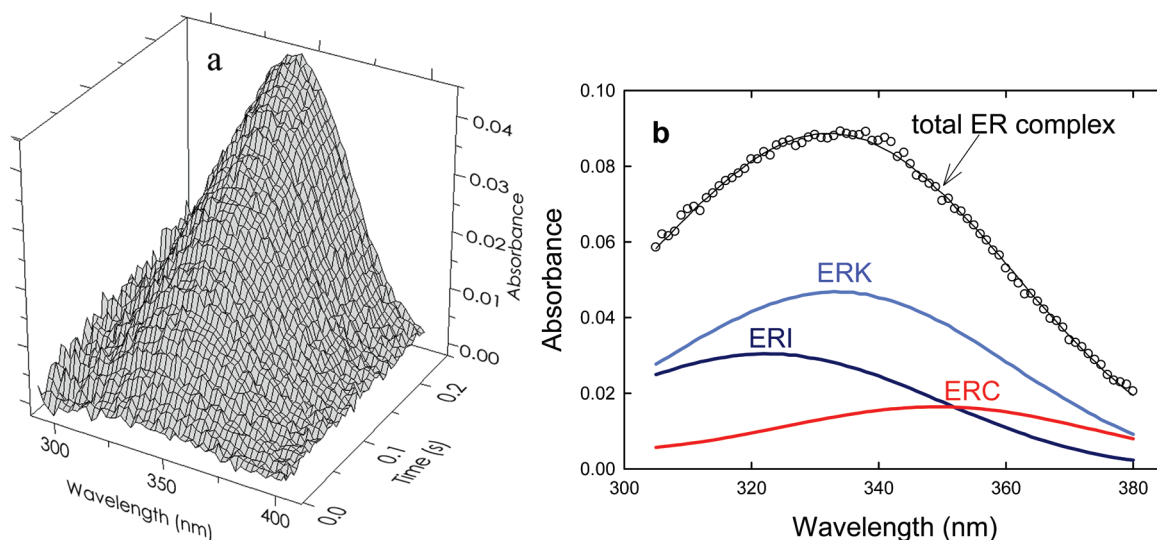 a
0.04
0.03
0.02
0.01
0.00
Absorbance
0.2
0.1
0.0
Time (s)
300
350
400
Wavelength (nm)
b
total ER complex
ERK
ERI
ERC
0.10
0.08
0.06
0.04
0.02
0.00
Absorbance
300
320
340
360
380
Wavelength (nm)